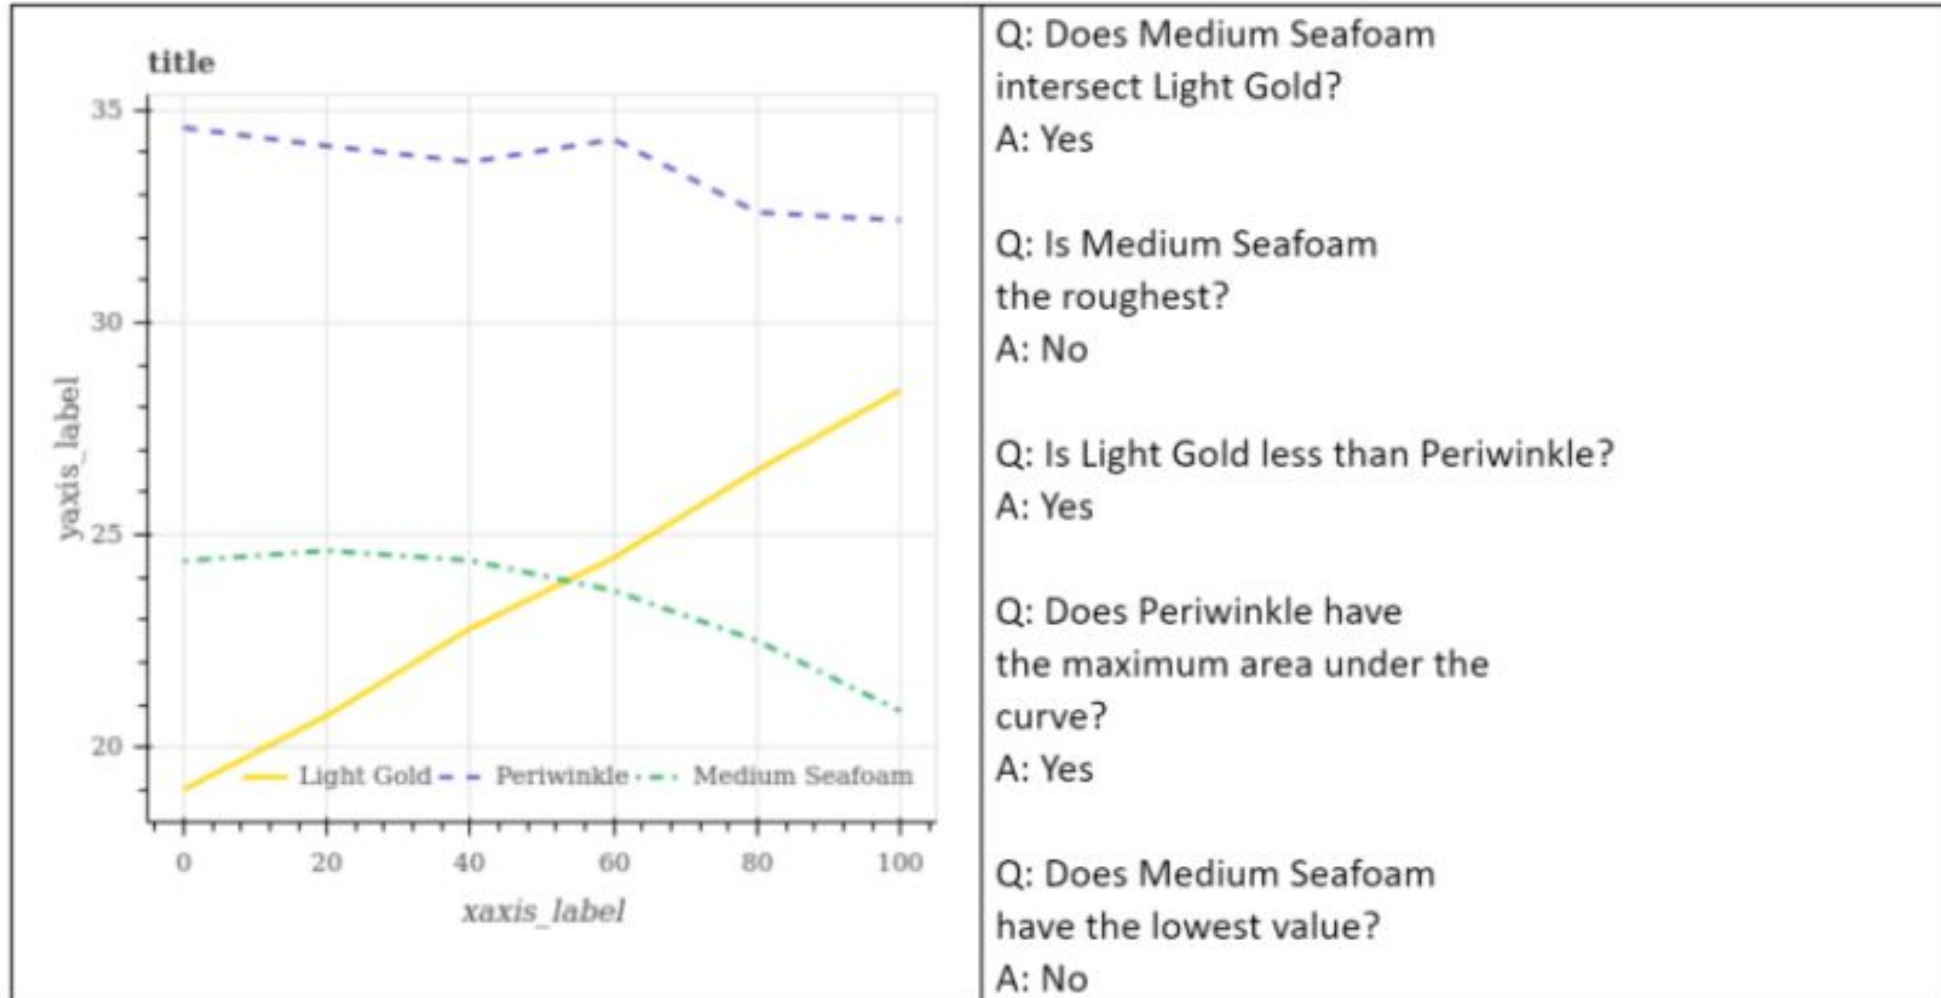 title
35
30
25
20
yaxis_label
Light Gold Periwinkle Medium Seafoam
0 20 40 60 80 100
xaxis_label
Q: Does Medium Seafoam
intersect Light Gold?
A: Yes
Q: Is Medium Seafoam
the roughest?
A: No
Q: Is Light Gold less than Periwinkle?
A: Yes
Q: Does Periwinkle have
the maximum area under the
curve?
A: Yes
Q: Does Medium Seafoam
have the lowest value?
A: No